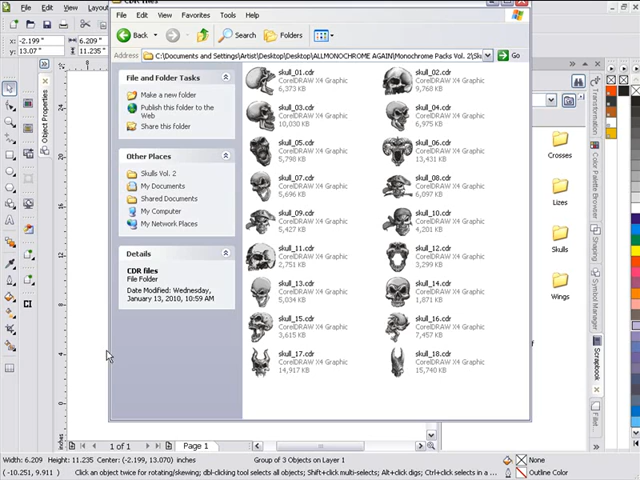 CDR files
File Edit View Favorites Tools Help
Back Search Folders
Address C:\Documents and Settings\Artist\Desktop\Desktop\ALLMONOCHROME AGAIN\Monochrome Packs Vol. 2\Sku Go
x: -2.199 " 6.209 "
y: 13.07 " 11.235 "
Object Properties
File and Folder Tasks
Make a new folder
Publish this folder to the
Web
Share this folder
Other Places
Skulls Vol. 2
My Documents
Shared Documents
My Computer
My Network Places
Details
CDR files
File Folder
Date Modified: Wednesday,
January 13, 2010, 10:59 AM
skull_01.cdr
CorelDRAW X4 Graphic
6,373 KB
skull_02.cdr
CorelDRAW X4 Graphic
9,768 KB
skull_03.cdr
CorelDRAW X4 Graphic
10,030 KB
skull_04.cdr
CorelDRAW X4 Graphic
6,975 KB
skull_05.cdr
CorelDRAW X4 Graphic
5,798 KB
skull_06.cdr
CorelDRAW X4 Graphic
13,431 KB
skull_07.cdr
CorelDRAW X4 Graphic
5,696 KB
skull_08.cdr
CorelDRAW X4 Graphic
6,097 KB
skull_09.cdr
CorelDRAW X4 Graphic
5,427 KB
skull_10.cdr
CorelDRAW X4 Graphic
4,201 KB
skull_11.cdr
CorelDRAW X4 Graphic
2,751 KB
skull_12.cdr
CorelDRAW X4 Graphic
3,299 KB
skull_13.cdr
CorelDRAW X4 Graphic
5,034 KB
skull_14.cdr
CorelDRAW X4 Graphic
1,871 KB
skull_15.cdr
CorelDRAW X4 Graphic
3,615 KB
skull_16.cdr
CorelDRAW X4 Graphic
7,457 KB
skull_17.cdr
CorelDRAW X4 Graphic
14,917 KB
skull_18.cdr
CorelDRAW X4 Graphic
15,740 KB
Crosses
Lizes
Skulls
Wings
Transformation
Color Palette Browser
Shaping
Symbol Manager
Scrapbook
Fillet...
1 of 1 Page 1
Width: 6.209 Height: 11.235 Center: (-2.199, 13.070) inches Group of 3 Objects on Layer 1 None
(-10.251, 9.911) Click an object twice for rotating/skewing; dbl-clicking tool selects all objects; Shift+click multi-selects; Alt+click digs; Ctrl+click selects in a ... Outline Color